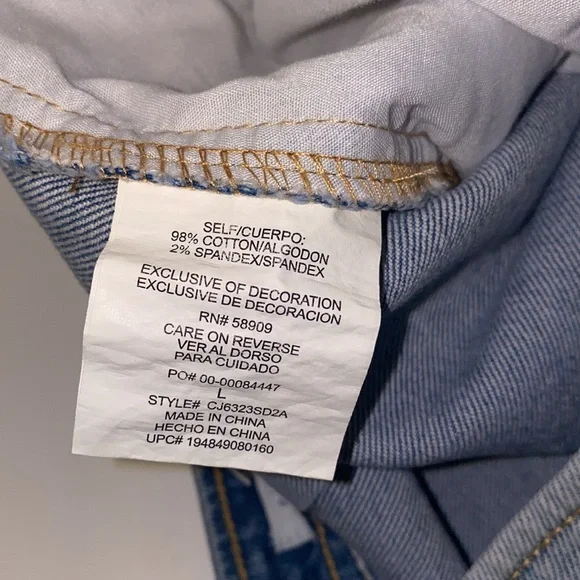 SELF/CUERPO:
98% COTTON/ALGODON
2% SPANDEX/SPANDEX
EXCLUSIVE OF DECORATION
EXCLUSIVE DE DECORACION
RN# 58909
CARE ON REVERSE
VER AL DORSO
PARA CUIDADO
PO# 00-00084447
L
STYLE# CJ6323SD2A
MADE IN CHINA
HECHO EN CHINA
UPC# 194849080160